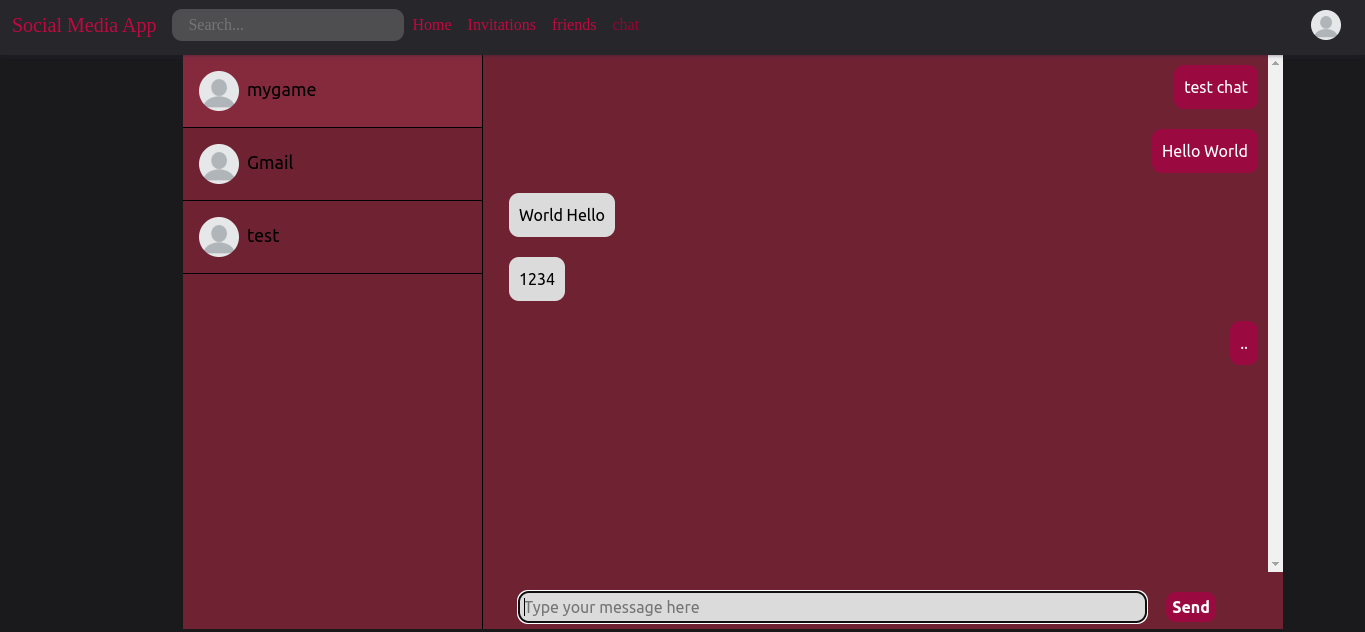 Social Media App Search... Home Invitations friends chat
mygame
Gmail
test
test chat
Hello World
World Hello
1234
..
Type your message here Send